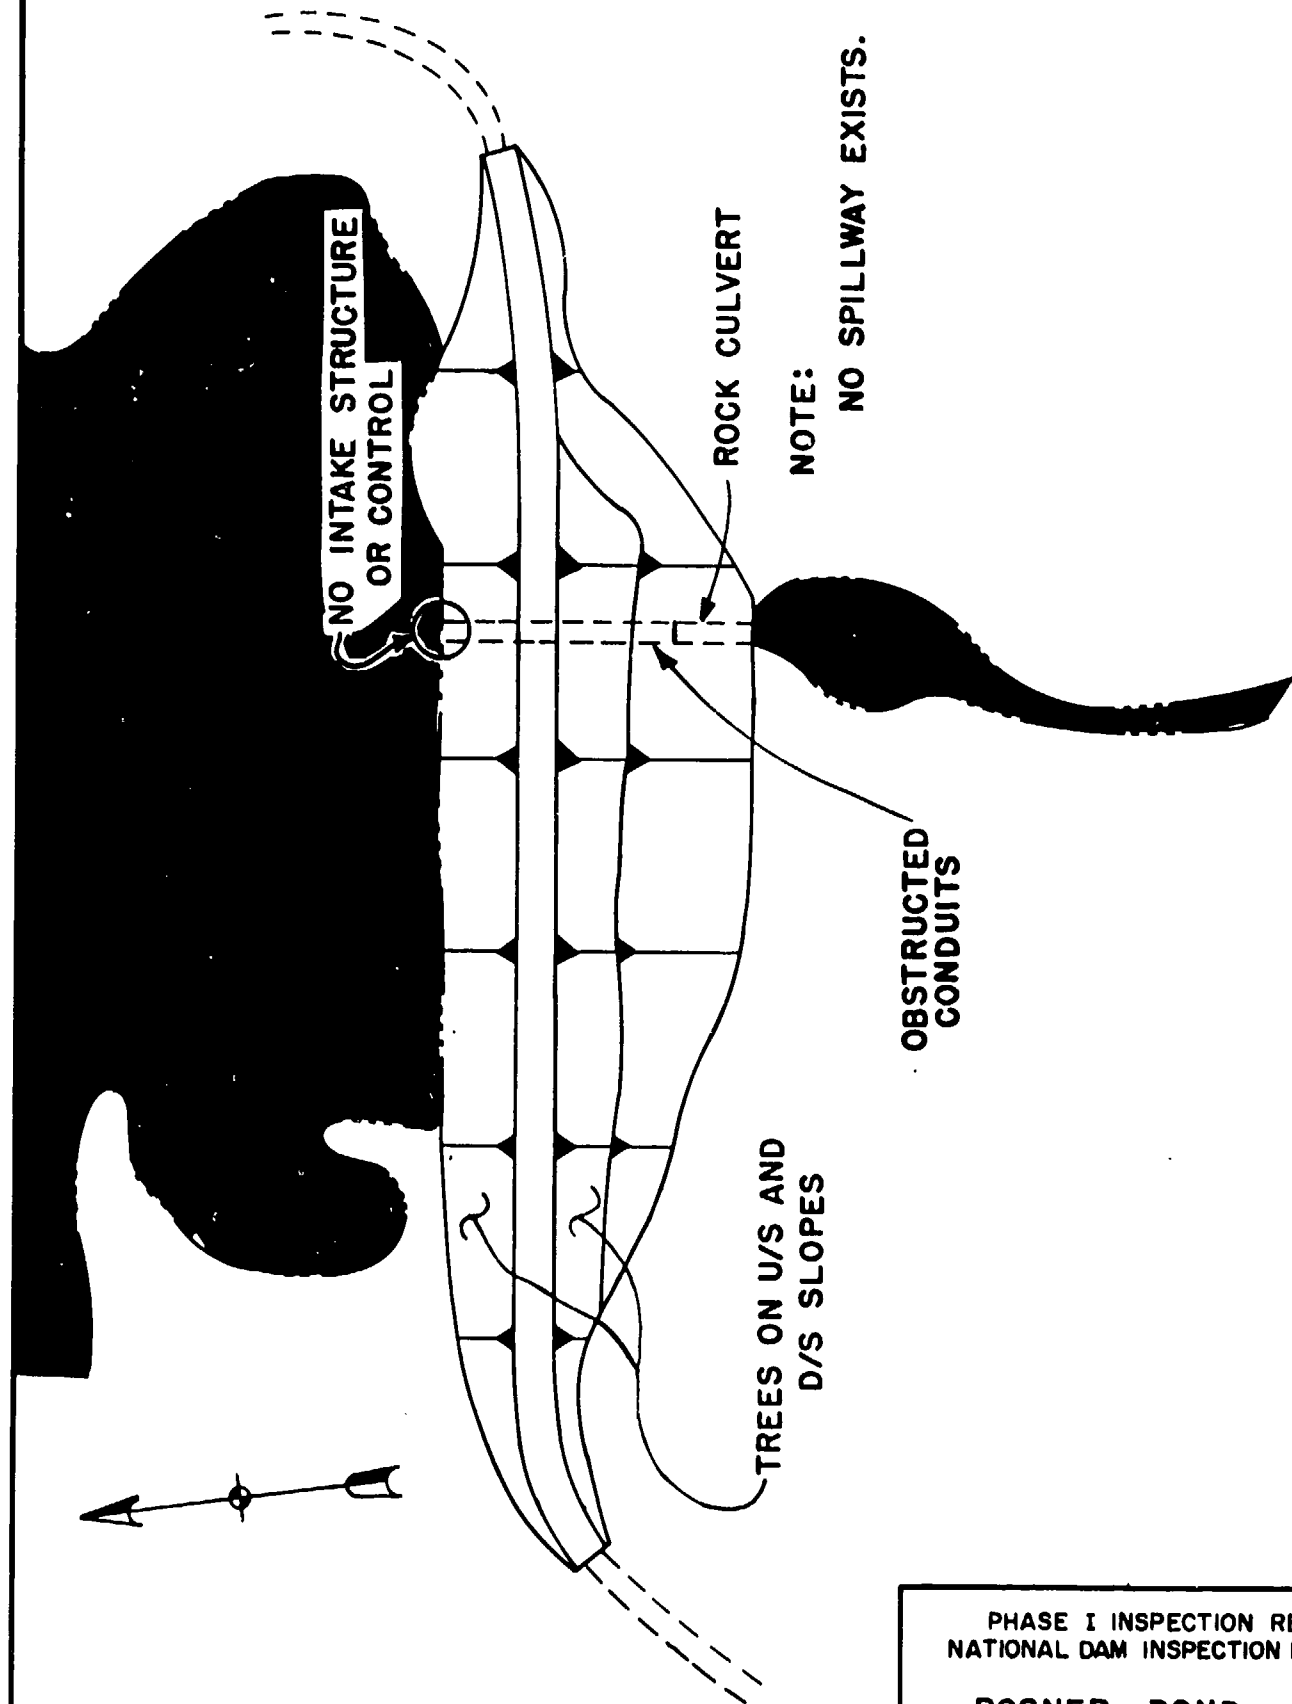 NO INTAKE STRUCTURE
OR CONTROL
ROCK CULVERT
NOTE:
NO SPILLWAY EXISTS.
OBSTRUCTED
CONDUITS
TREES ON U/S AND
D/S SLOPES
PHASE I INSPECTION
NATIONAL DAM INSPECTION
POND